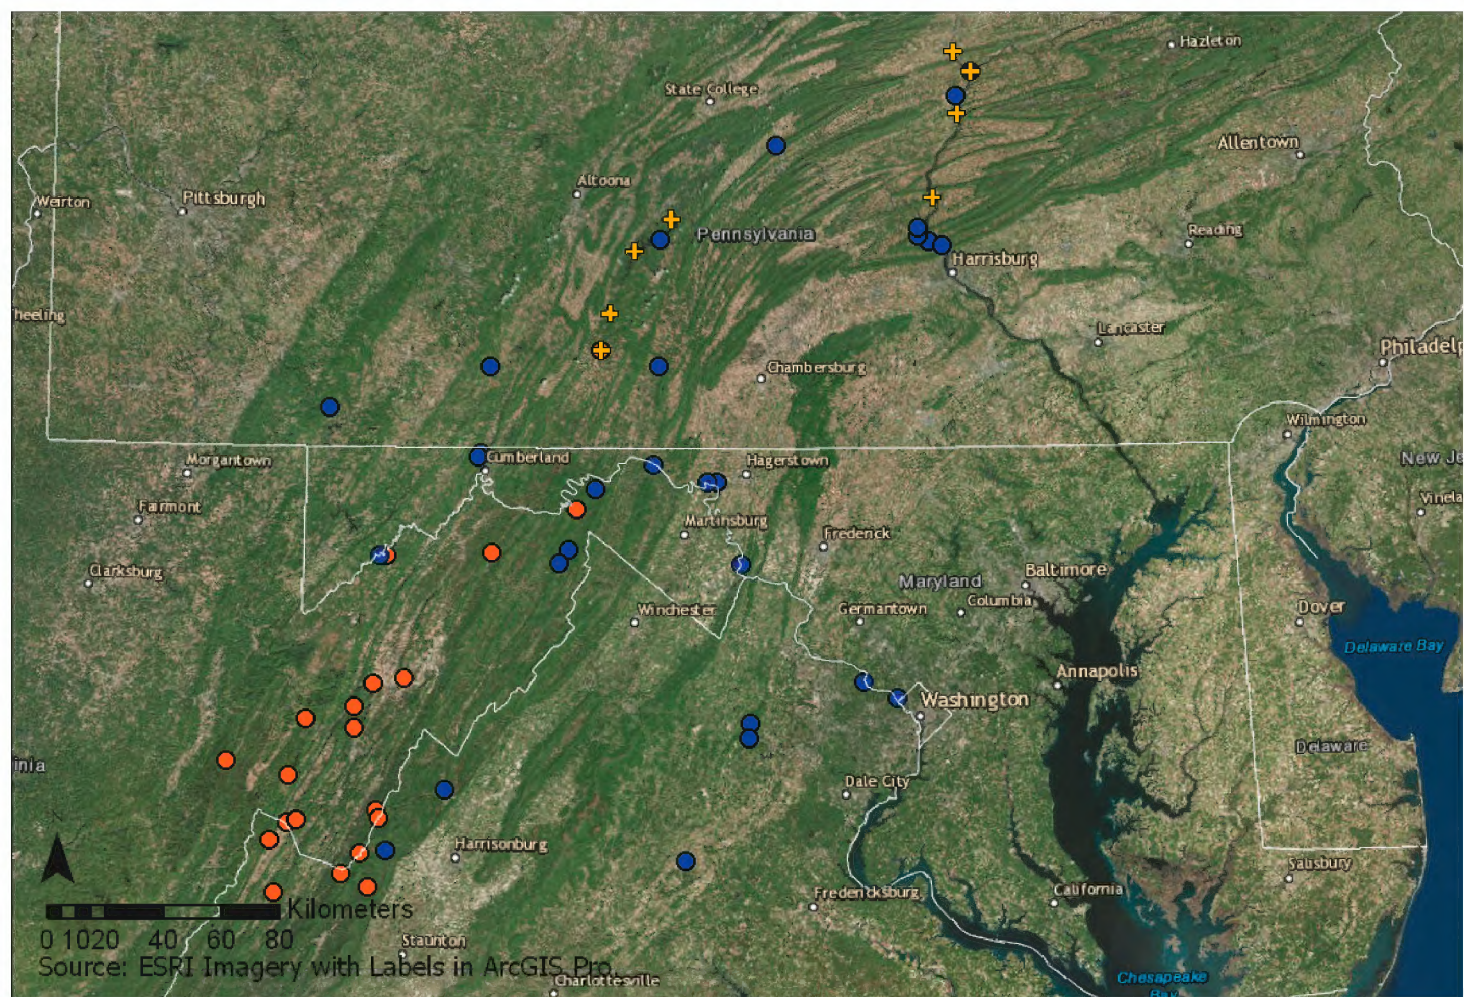 Hazleton
State College
Allentown
Altoona
Weirton
Pittsburgh
Pennsylvania
Reading
Harrisburg
heeling
Lancaster
Philadelp
Chambersburg
Wilmington
Morgantown
Cumberland
Hagerstown
New Je
Vinela
Fairmont
Martinsburg
Frederick
Clarksburg
Maryland
Baltimore
Columbia
Winchester
Germantown
Dover
Delaware Bay
Annapolis
Washington
Delaware
inia
Dale City
N
Harrisonburg
Salisbury
Fredericksburg
California
Kilometers
0 1020 40 60 80
Staunton
Source: ESRI Imagery with Labels in ArcGIS Pro.
Charlottesville
Chesapeake
Bay